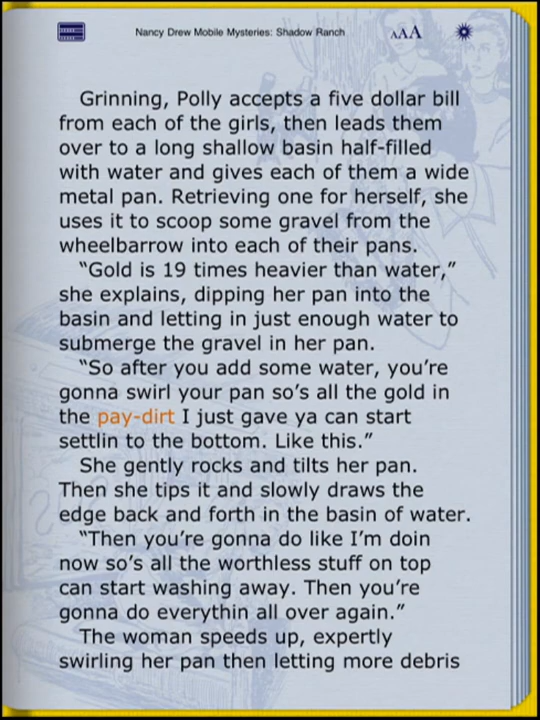 Nancy Drew Mobile Mysteries: Shadow Ranch
AAA
Grinning, Polly accepts a five dollar bill
from each of the girls, then leads them
over to a long shallow basin half-filled
with water and gives each of them a wide
metal pan. Retrieving one for herself, she
uses it to scoop some gravel from the
wheelbarrow into each of their pans.
“Gold is 19 times heavier than water,”
she explains, dipping her pan into the
basin and letting in just enough water to
submerge the gravel in her pan.
“So after you add some water, you’re
gonna swirl your pan so’s all the gold in
the pay-dirt I just gave ya can start
settlin to the bottom. Like this.”
She gently rocks and tilts her pan.
Then she tips it and slowly draws the
edge back and forth in the basin of water.
“Then you’re gonna do like I’m doin
now so’s all the worthless stuff on top
can start washing away. Then you’re
gonna do everythin all over again.”
The woman speeds up, expertly
swirling her pan then letting more debris